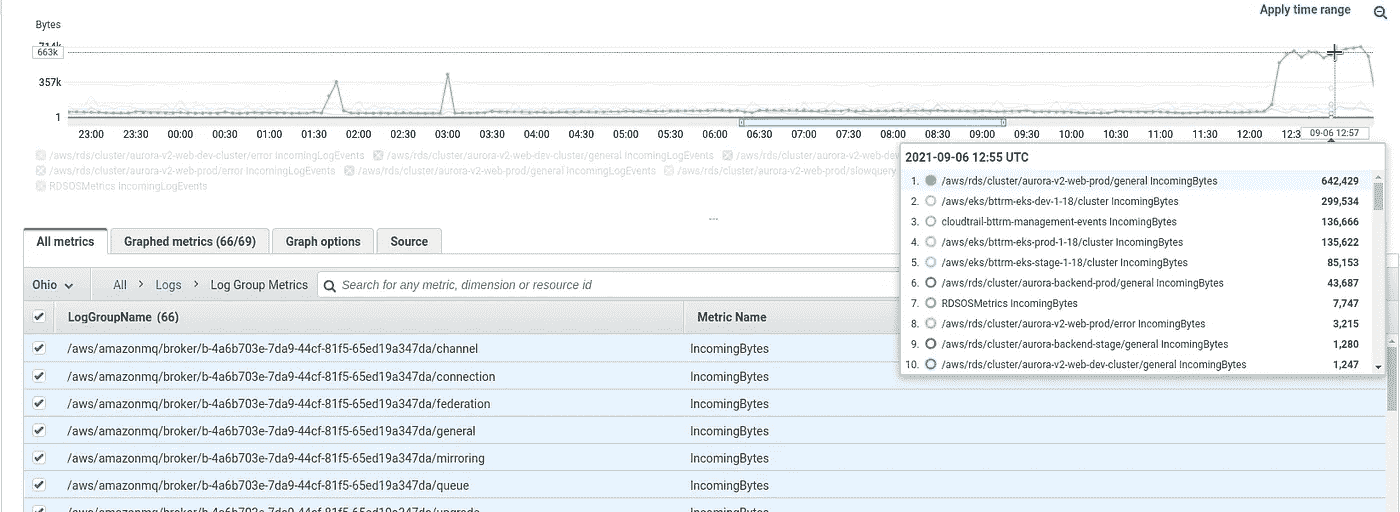 Apply time range
Bytes
714k
663k
357k
1
23:00 23:30 00:00 00:30 01:00 01:30 02:00 02:30 03:00 03:30 04:00 04:30 05:00 05:30 06:00 06:30 07:00 07:30 08:00 08:30 09:00 09:30 10:00 10:30 11:00 11:30 12:00 12:3 09-06 12:57
/aws/rds/cluster/aurora-v2-web-dev-cluster/error IncomingLogEvents /aws/rds/cluster/aurora-v2-web-dev-cluster/general IncomingLogEvents /aws/rds/cluster/aurora-v2-web-dev
/aws/rds/cluster/aurora-v2-web-prod/error IncomingLogEvents /aws/rds/cluster/aurora-v2-web-prod/general IncomingLogEvents /aws/rds/cluster/aurora-v2-web-prod/slowquery
RDSOSMetrics IncomingLogEvents
2021-09-06 12:55 UTC
1. /aws/rds/cluster/aurora-v2-web-prod/general IncomingBytes 642,429
2. /aws/eks/bttrm-eks-dev-1-18/cluster IncomingBytes 299,534
3. cloudtrail-bttrm-management-events IncomingBytes 136,666
4. /aws/eks/bttrm-eks-prod-1-18/cluster IncomingBytes 135,622
5. /aws/eks/bttrm-eks-stage-1-18/cluster IncomingBytes 85,153
6. /aws/rds/cluster/aurora-backend-prod/general IncomingBytes 43,687
7. RDSOSMetrics IncomingBytes 7,747
8. /aws/rds/cluster/aurora-v2-web-prod/error IncomingBytes 3,215
9. /aws/rds/cluster/aurora-backend-stage/general IncomingBytes 1,280
10. /aws/rds/cluster/aurora-v2-web-dev-cluster/general IncomingBytes 1,247
...
All metrics Graphed metrics (66/69) Graph options Source
Ohio All > Logs > Log Group Metrics Search for any metric, dimension or resource id
LogGroupName (66) Metric Name
/aws/amazonmq/broker/b-4a6b703e-7da9-44cf-81f5-65ed19a347da/channel IncomingBytes
/aws/amazonmq/broker/b-4a6b703e-7da9-44cf-81f5-65ed19a347da/connection IncomingBytes
/aws/amazonmq/broker/b-4a6b703e-7da9-44cf-81f5-65ed19a347da/federation IncomingBytes
/aws/amazonmq/broker/b-4a6b703e-7da9-44cf-81f5-65ed19a347da/general IncomingBytes
/aws/amazonmq/broker/b-4a6b703e-7da9-44cf-81f5-65ed19a347da/mirroring IncomingBytes
/aws/amazonmq/broker/b-4a6b703e-7da9-44cf-81f5-65ed19a347da/queue IncomingBytes
/aws/amazonmq/broker/b-4a6b703e-7da9-44cf-81f5-65ed19a347da/upgrade IncomingBytes